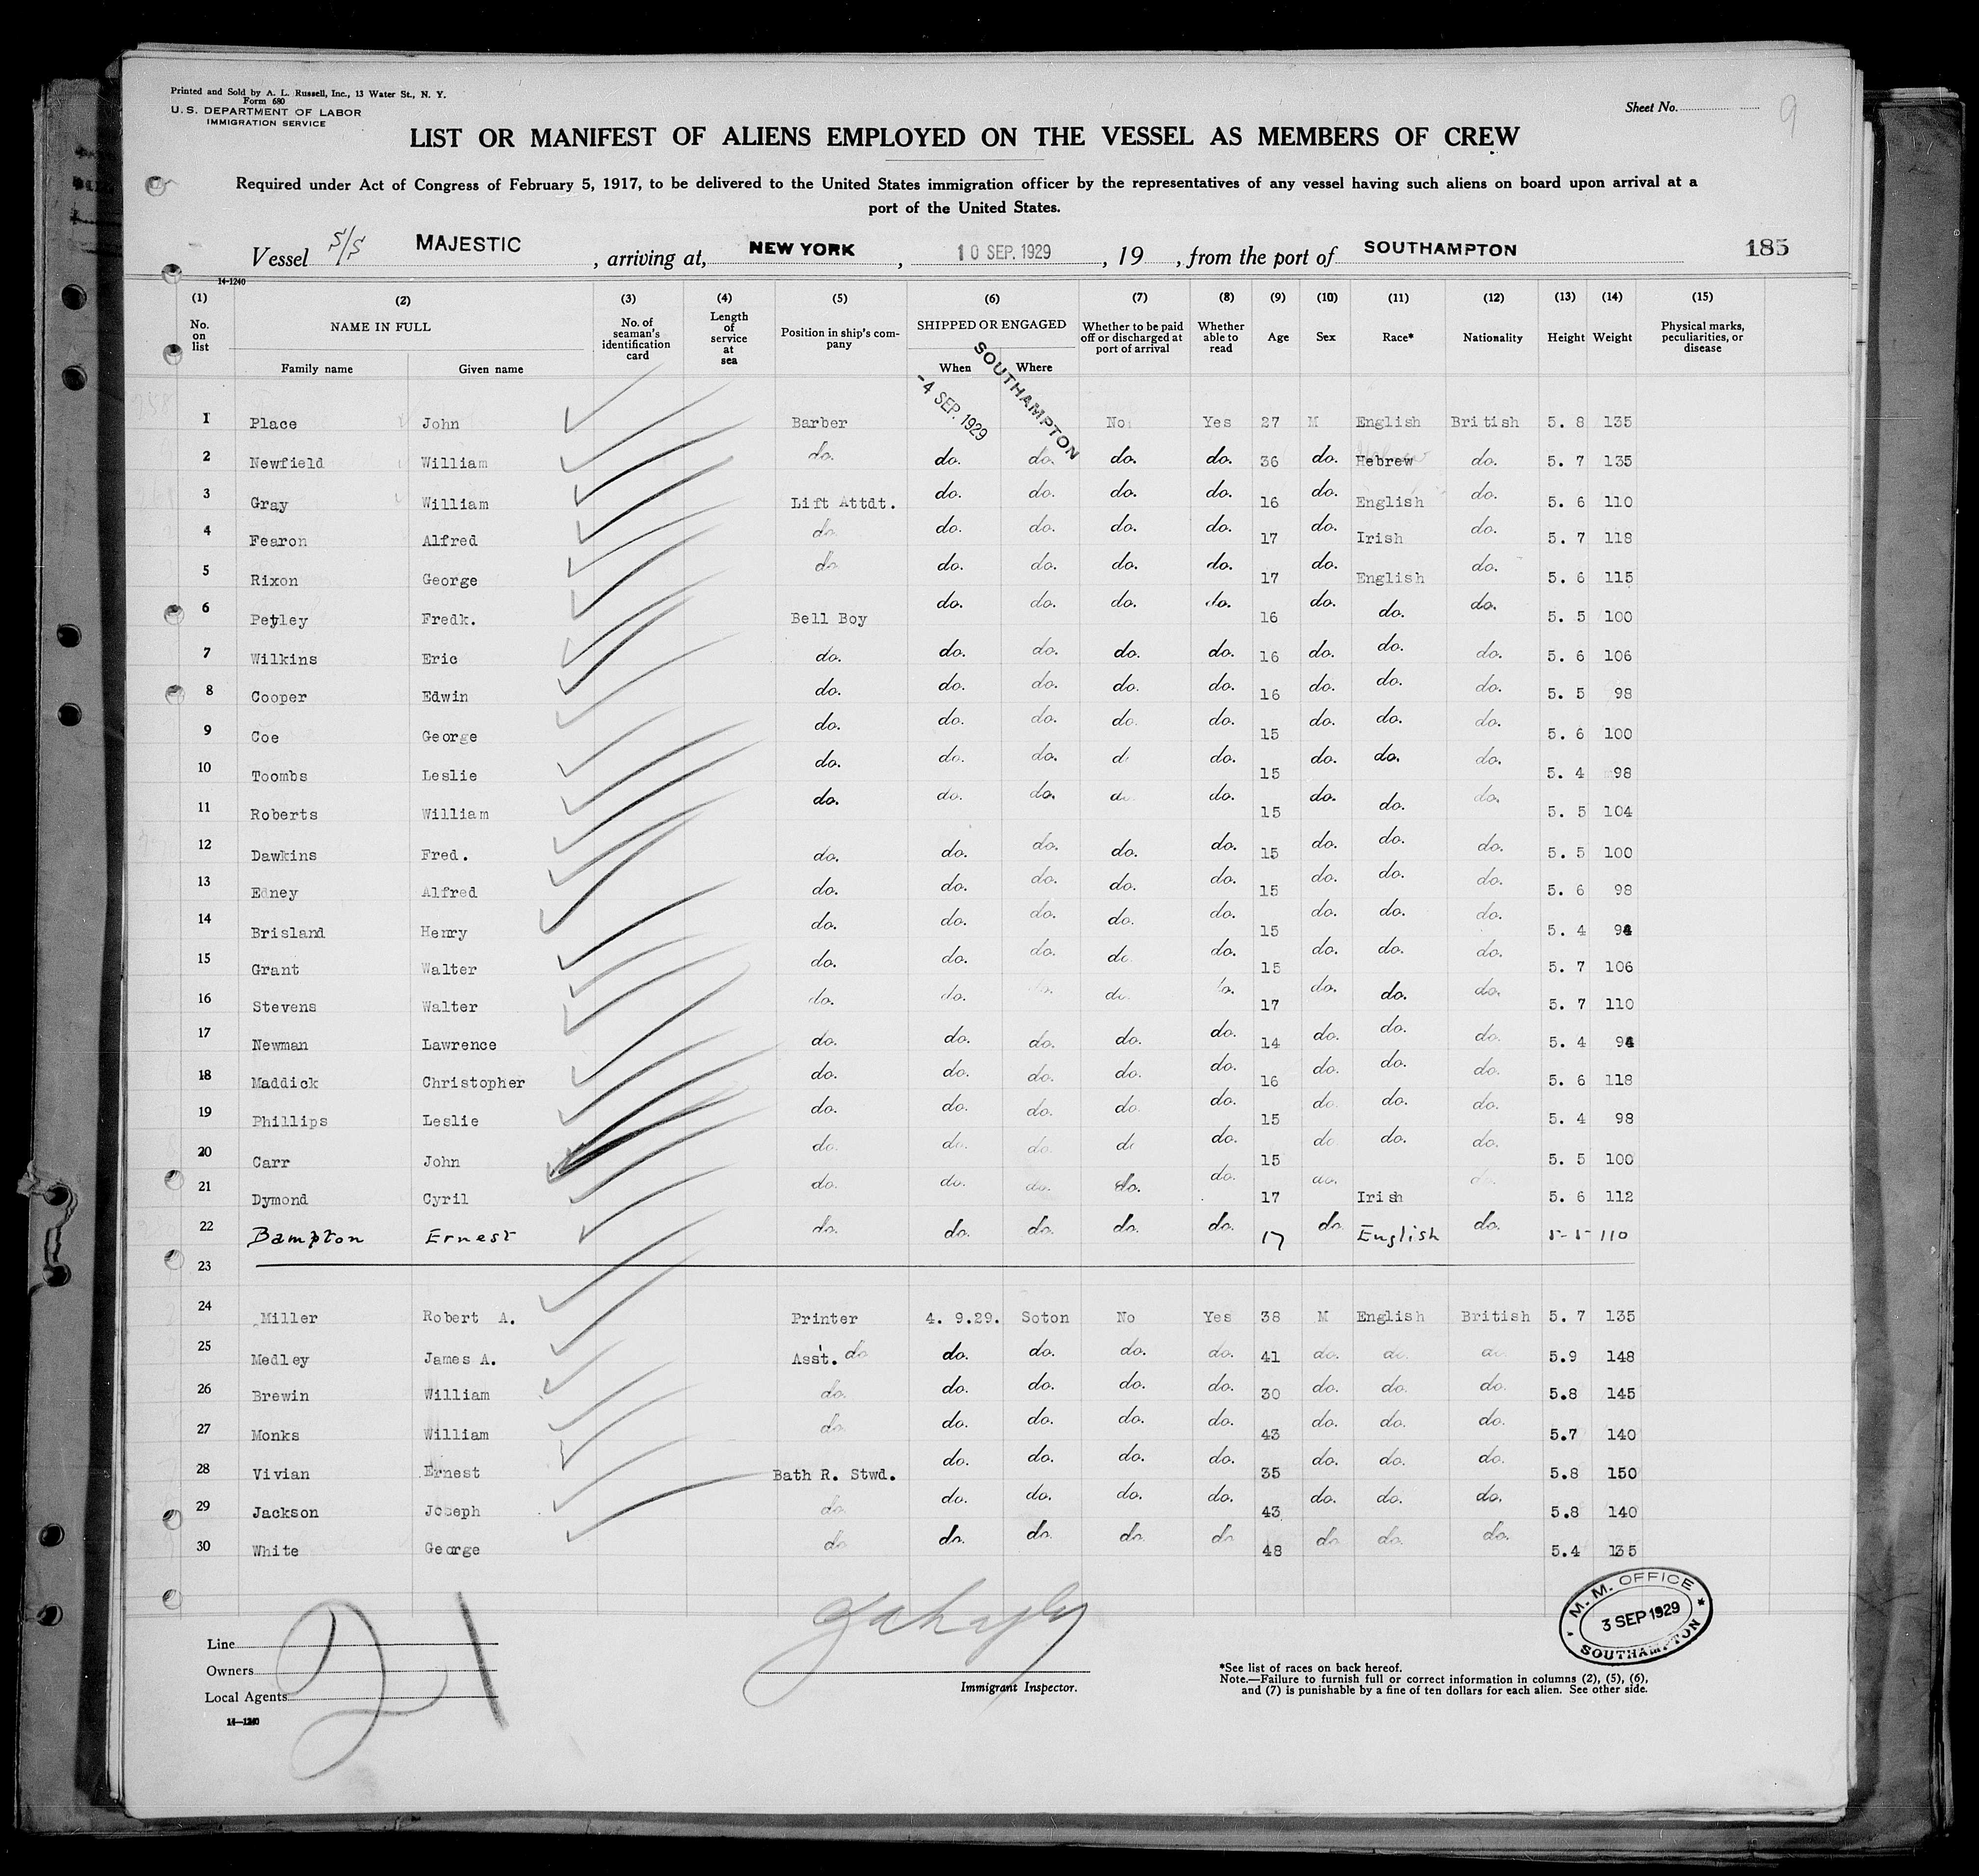 Printed and Sold by A. L. Russell, Inc., 13 Water St., N. Y.
Form 680
U. S. DEPARTMENT OF LABOR
IMMIGRATION SERVICE
Sheet No.
9
LIST OR MANIFEST OF ALIENS EMPLOYED ON THE VESSEL AS MEMBERS OF CREW
Required under Act of Congress of February 5, 1917, to be delivered to the United States immigration officer by the representatives of any vessel having such aliens on board upon arrival at a
port of the United States.
Vessel S/S MAJESTIC, arriving at, NEW YORK, 10 SEP. 1929, 19, from the port of SOUTHAMPTON 185
14-1240
(1) (2) (3) (4) (5) (6) (7) (8) (9) (10) (11) (12) (13) (14) (15)
No. on list NAME IN FULL No. of seaman's identification card Length of service at sea Position in ship's company SHIPPED OR ENGAGED Whether to be paid off or discharged at port of arrival Whether able to read Age Sex Race* Nationality Height Weight Physical marks, peculiarities, or disease
Family name Given name When Where
-4 SEP. 1929 SOUTHAMPTON
1 Place John Barber No Yes 27 M English British 5. 8 135
2 Newfield William do. do. do. do. do. 36 do. Hebrew do. 5. 7 135
3 Gray William Lift Attdt. do. do. do. do. 16 do. English do. 5. 6 110
4 Fearon Alfred do. do. do. do. do. 17 do. Irish do. 5. 7 118
5 Rixon George do. do. do. do. do. 17 do. English do. 5. 6 115
6 Petley Fredk. Bell Boy do. do. do. do. 16 do. do. do. 5. 5 100
7 Wilkins Eric do. do. do. do. do. 16 do. do. do. 5. 6 106
8 Cooper Edwin do. do. do. do. do. 16 do. do. do. 5. 5 98
9 Coe George do. do. do. do. do. 15 do. do. do. 5. 6 100
10 Toombs Leslie do. do. do. d do. 15 do. do. do. 5. 4 98
11 Roberts William do. do. do. do. do. 15 do. do. do. 5. 5 104
12 Dawkins Fred. do. do. do. do. do. 15 do. do. do. 5. 5 100
13 Edney Alfred do. do. do. do. do. 15 do. do. do. 5. 6 98
14 Brisland Henry do. do. do. do. do. 15 do. do. do. 5. 4 94
15 Grant Walter do. do. do. do. do. 15 do. do. do. 5. 7 106
16 Stevens Walter do. do. do. do. do. 17 do. do. do. 5. 7 110
17 Newman Lawrence do. do. do. do. do. 14 do. do. do. 5. 4 94
18 Maddick Christopher do. do. do. do. do. 16 do. do. do. 5. 6 118
19 Phillips Leslie do. do. do. do. do. 15 do. do. do. 5. 4 98
20 Carr John do. do. do. do do. 15 do do. do. 5. 5 100
21 Dymond Cyril do. do. do. do. do. 17 do. Irish do. 5. 6 112
22 Bampton Ernest do. do. do. do. do. 17 do English do. 5-5 110
23
24 Miller Robert A. Printer 4. 9.29. Soton No Yes 38 M English British 5. 7 135
25 Medley James A. Ass't. do do. do. do. do. 41 do. do. do. 5.9 148
26 Brewin William do. do. do. do. do. 30 do. do. do. 5.8 145
27 Monks William do. do. do. do. do. 43 do. do. do. 5.7 140
28 Vivian Ernest Bath R. Stwd. do. do. do. do. 35 do. do. do. 5.8 150
29 Jackson Joseph do. do. do. do. do. 43 do. do. do. 5.8 140
30 White George do. do. do. do. do 48 do. do. do. 5.4 135
M. M. OFFICE
3 SEP 1929
SOUTHAMPTON
21
Line
Owners
Local Agents
14-1240
Immigrant Inspector.
*See list of races on back hereof.
Note.—Failure to furnish full or correct information in columns (2), (5), (6),
and (7) is punishable by a fine of ten dollars for each alien. See other side.